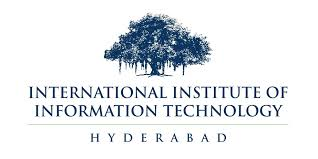 INTERNATIONAL INSTITUTE OF
INFORMATION TECHNOLOGY
HYDERABAD